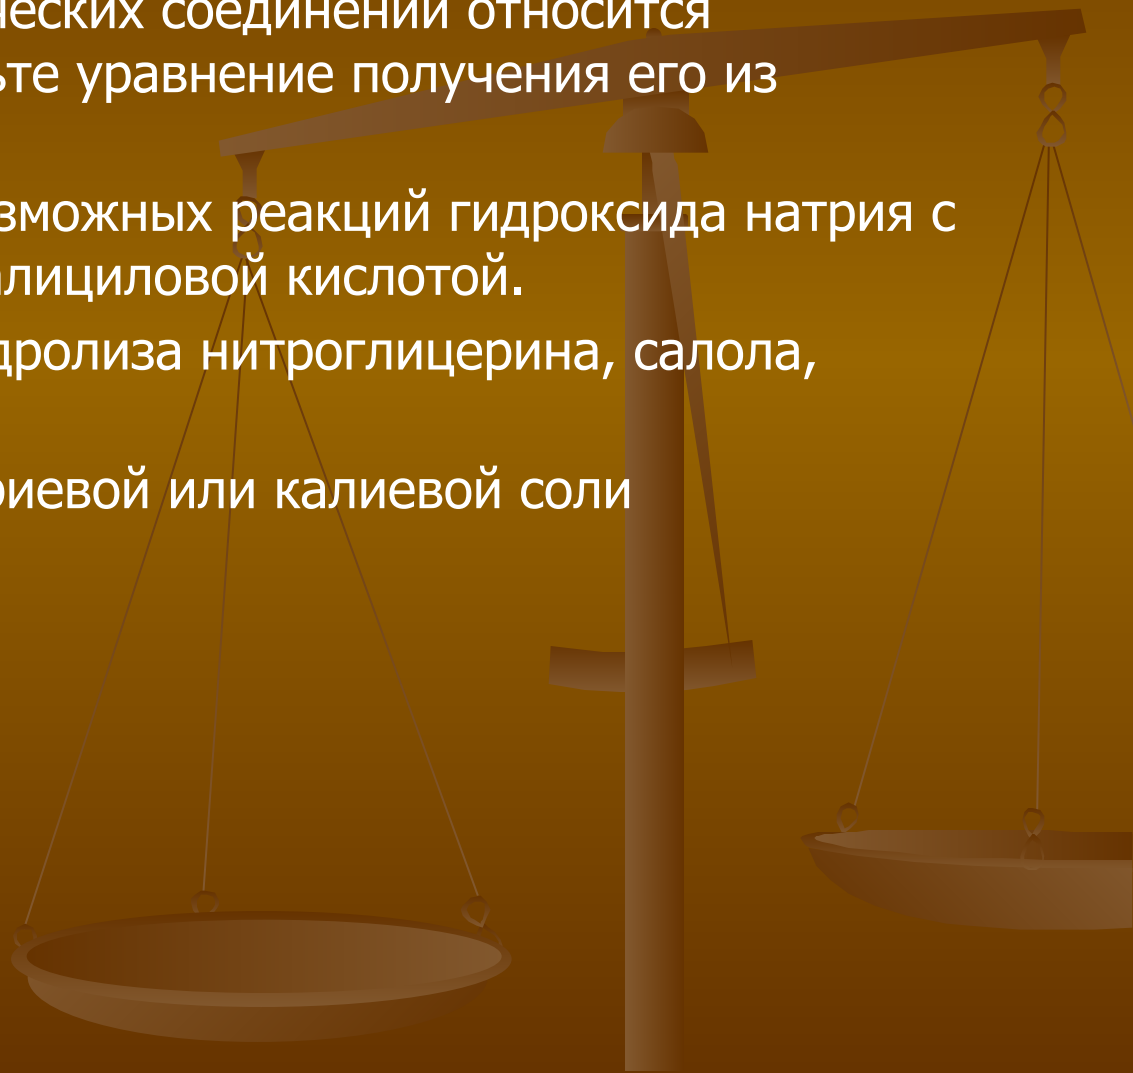 ческих соединений относится
ьте уравнение получения его из
зможных реакций гидроксида натрия с
алициловой кислотой.
дролиза нитроглицерина, салола,
риевой или калиевой соли